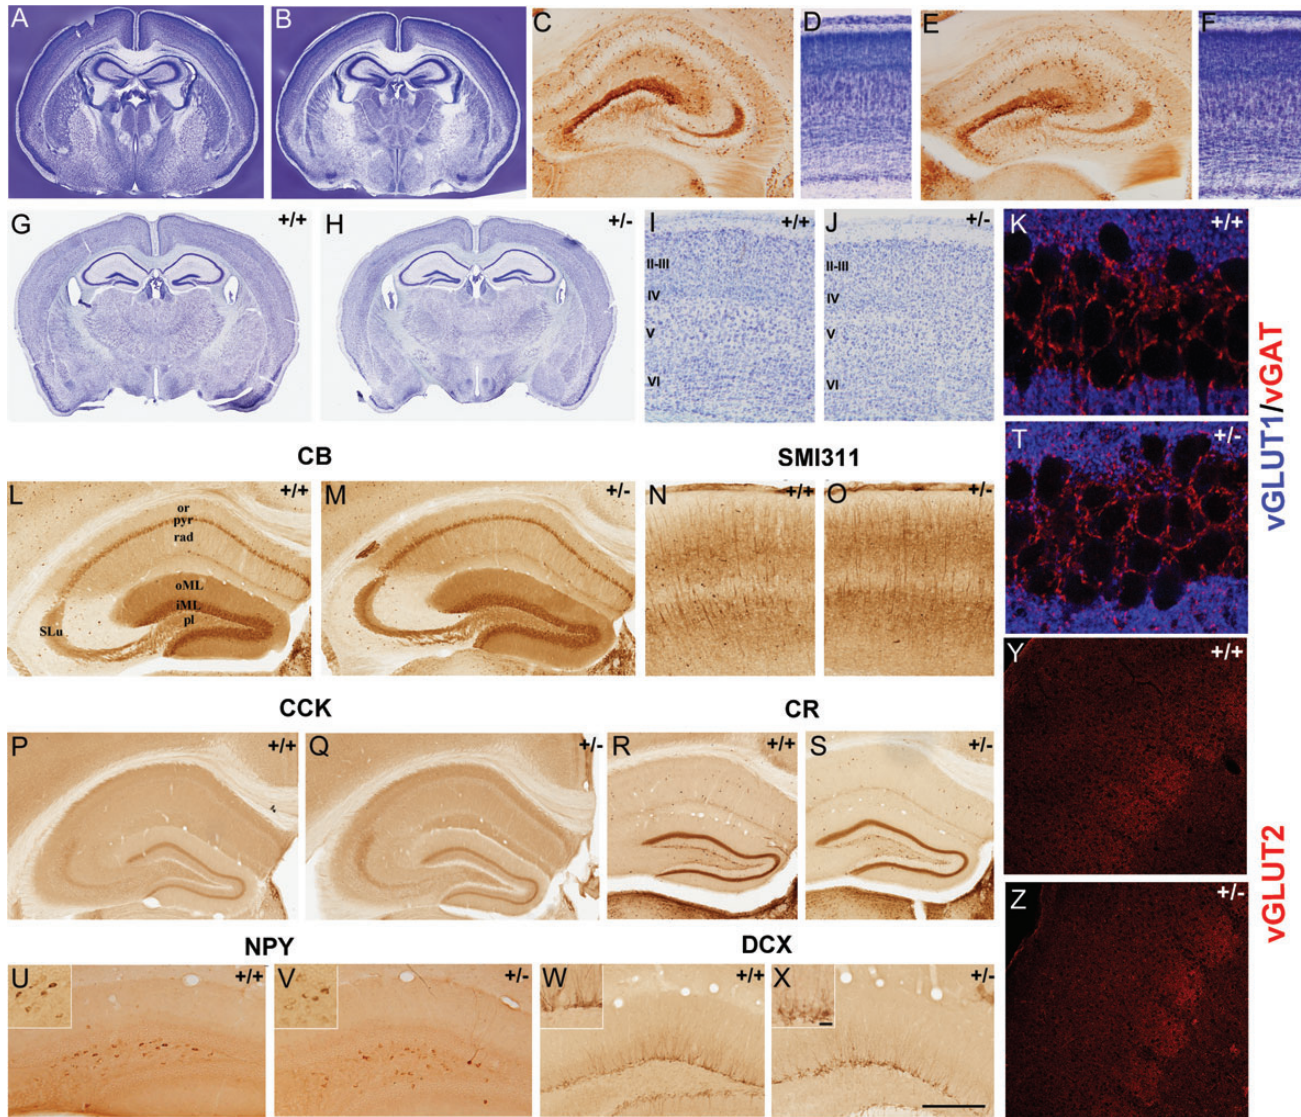 A
B
C
D
E
F
G +/+
H +/-
I +/+
II-III
IV
V
VI
J +/-
II-III
IV
V
VI
K +/+
T +/-
vGLUT1/vGAT
CB
SMI311
L +/+
or
pyr
rad
oML
iML
pl
SLu
M +/-
N +/+
O +/-
Y +/+
Z +/-
vGLUT2
CCK
CR
P +/+
Q +/-
R +/+
S +/-
NPY
DCX
U +/+
V +/-
W +/+
X +/-